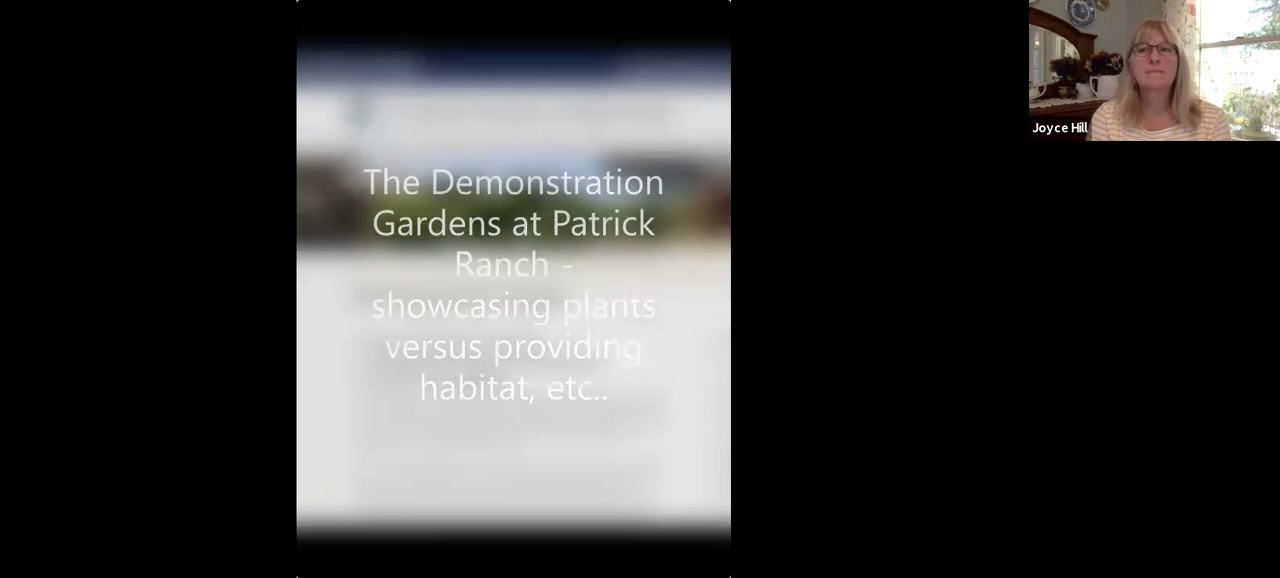 The Demonstration
Gardens at Patrick
Ranch -
showcasing plants
versus providing
habitat, etc..
Joyce Hill